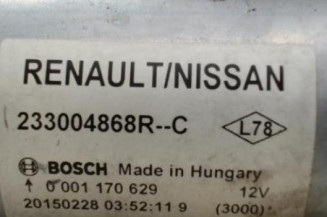 RENAULT/NISSAN
233004868R--C L78
BOSCH Made in Hungary
↑ 0 001 170 629 12V
20150228 03:52:11 9 (3000)